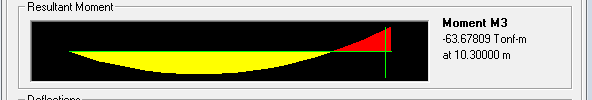 Resultant Moment
Moment M3
-63.67809 Tonf-m
at 10.30000 m
Deflections